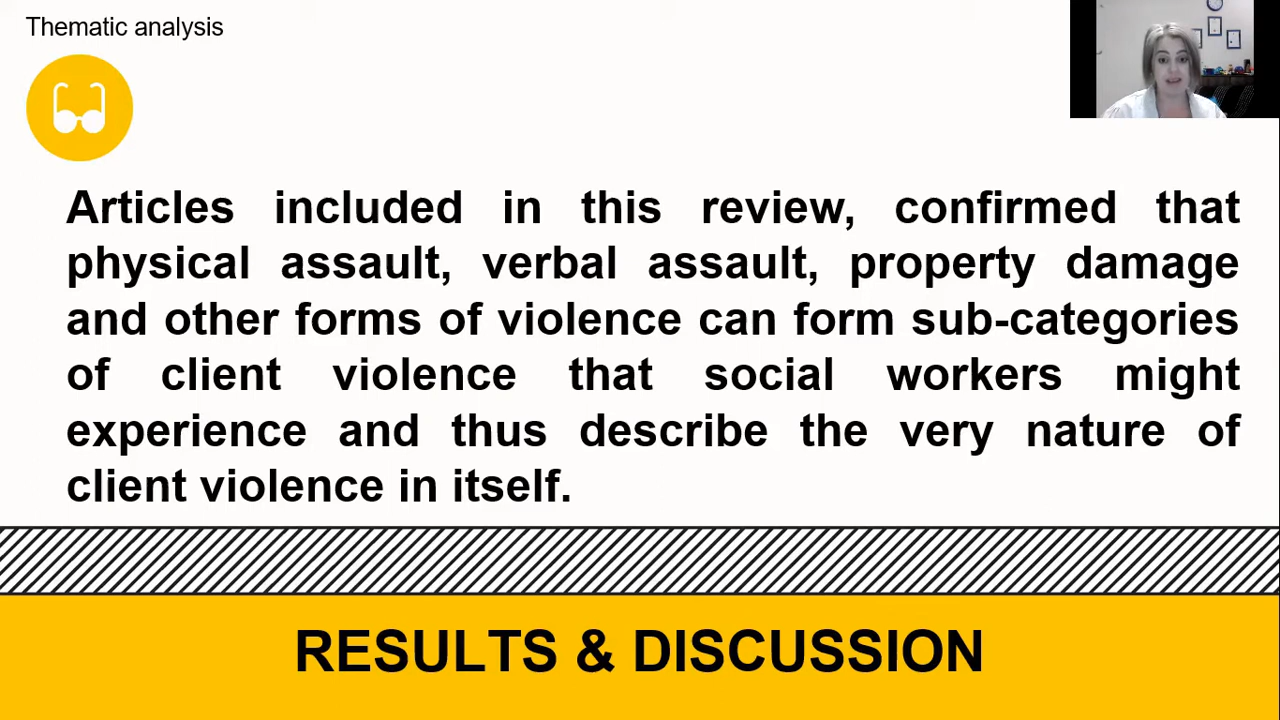 Thematic analysis
Articles included in this review, confirmed that
physical assault, verbal assault, property damage
and other forms of violence can form sub-categories
of client violence that social workers might
experience and thus describe the very nature of
client violence in itself.
RESULTS & DISCUSSION